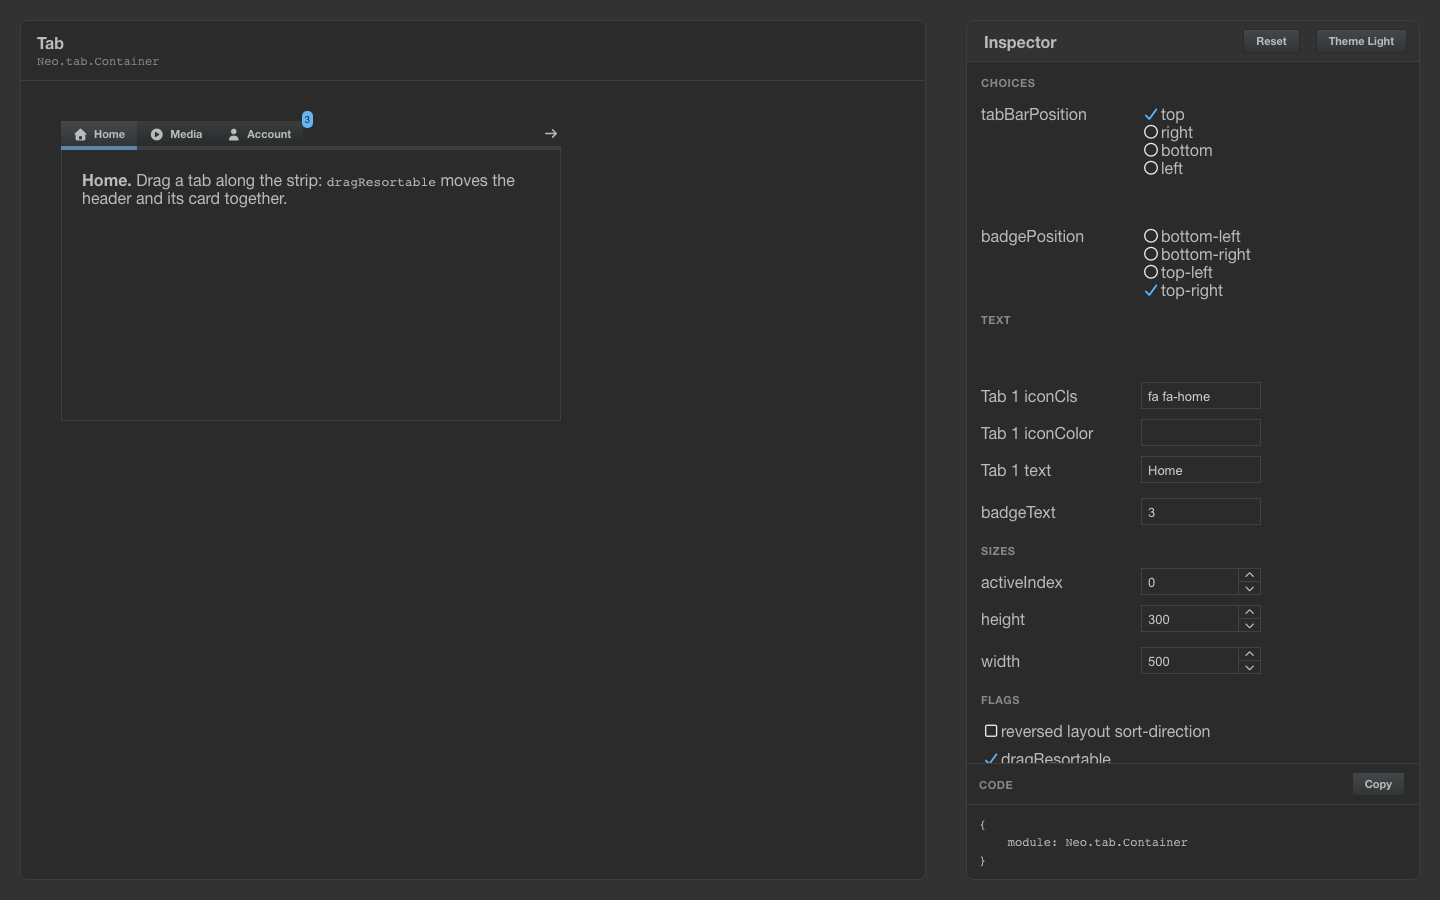 Tab
Neo.tab.Container
Home
Media
Account
3
Home. Drag a tab along the strip: dragResortable moves the
header and its card together.
Inspector
Reset
Theme Light
CHOICES
tabBarPosition
top
right
bottom
left
badgePosition
bottom-left
bottom-right
top-left
top-right
TEXT
Tab 1 iconCls
fa fa-home
Tab 1 iconColor
Tab 1 text
Home
badgeText
3
SIZES
activeIndex
0
height
300
width
500
FLAGS
reversed layout sort-direction
dragResortable
CODE
Copy
{
module: Neo.tab.Container
}